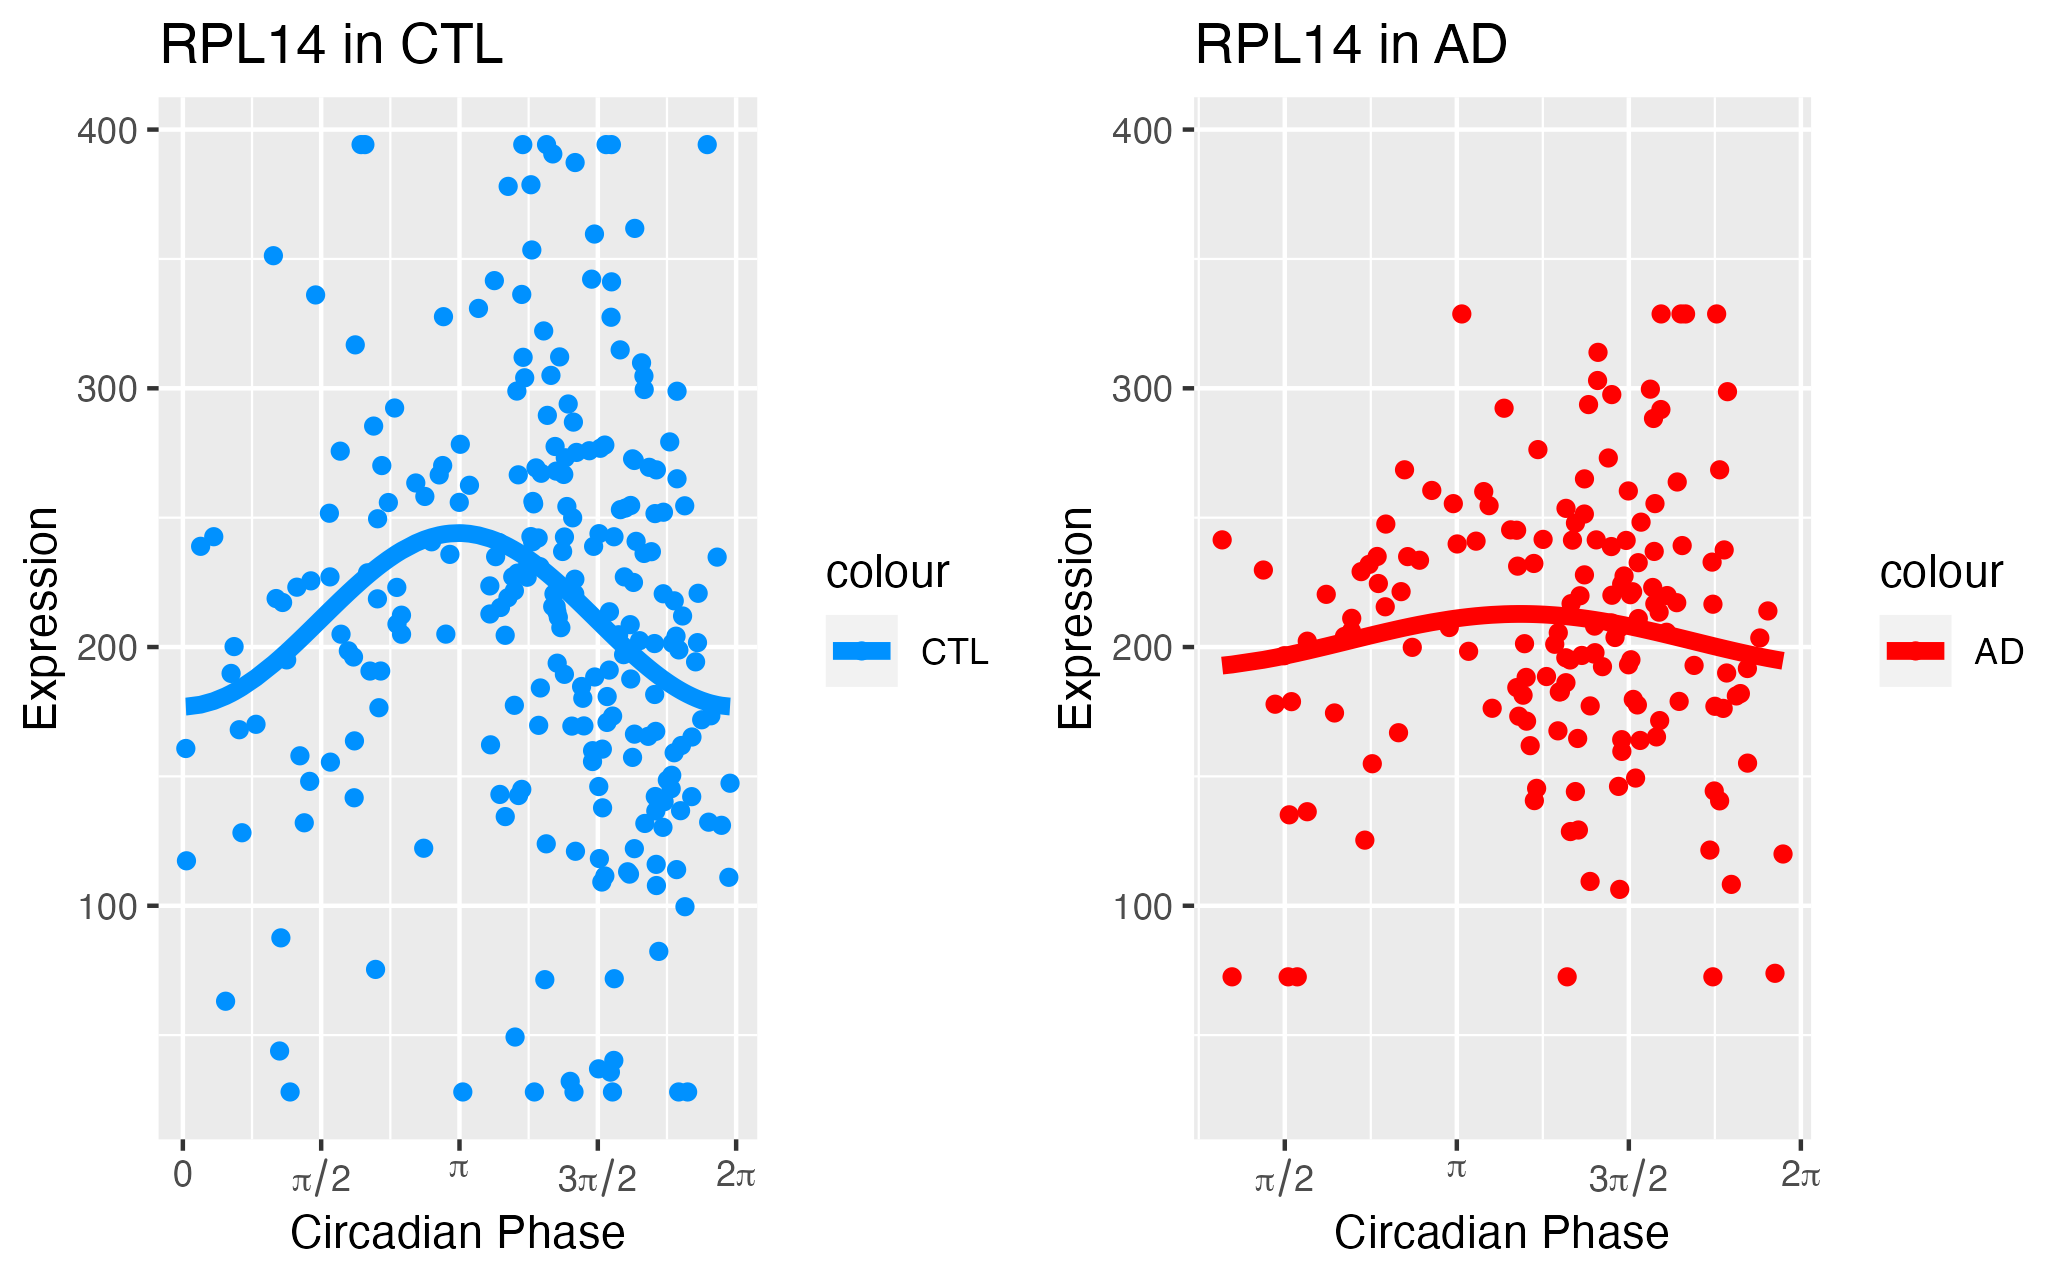 RPL14 in CTL
400
300
200
100
Expression
0
π/2
π
3π/2
2π
Circadian Phase
colour
CTL
RPL14 in AD
400
300
200
100
Expression
π/2
π
3π/2
2π
Circadian Phase
colour
AD